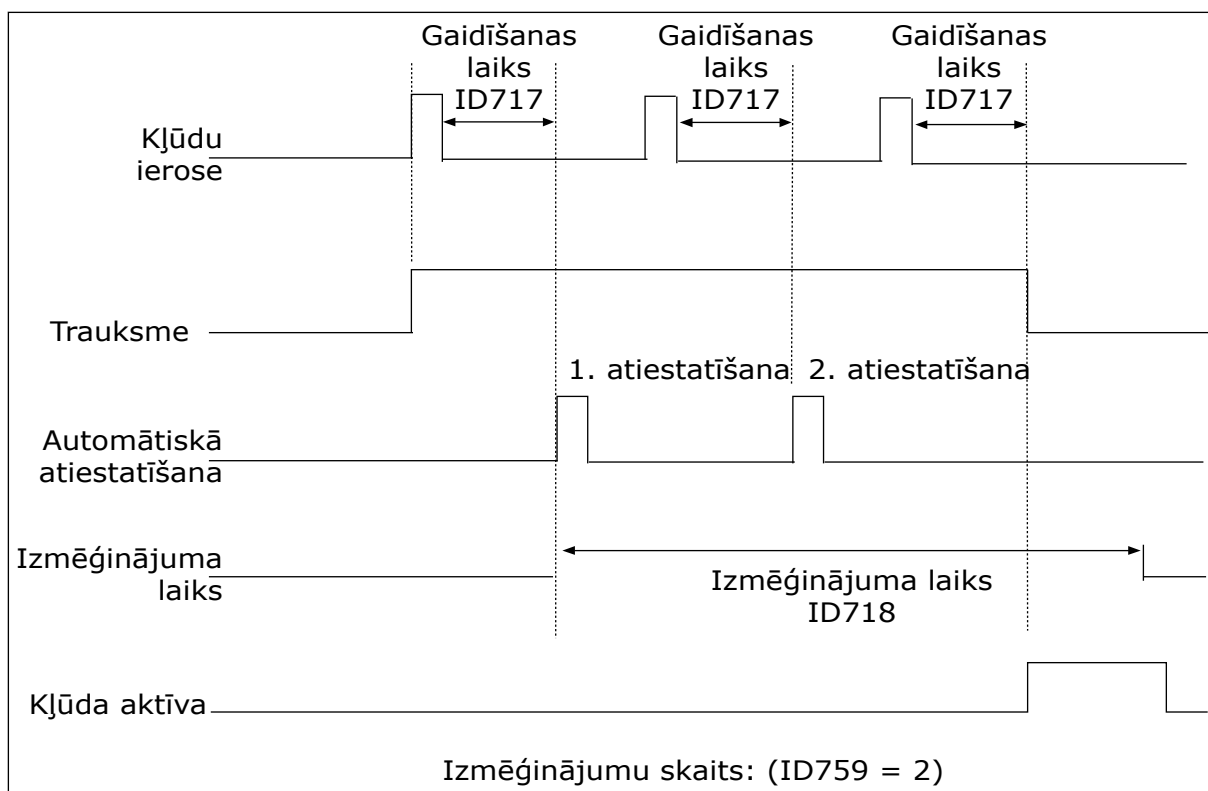 Gaidīšanas
laiks
ID717
Gaidīšanas
laiks
ID717
Gaidīšanas
laiks
ID717
Kļūdu
ierose
Trauksme
1. atiestatīšana
2. atiestatīšana
Automātiskā
atiestatīšana
Izmēģinājuma
laiks
Izmēģinājuma laiks
ID718
Kļūda aktīva
Izmēģinājumu skaits: (ID759 = 2)